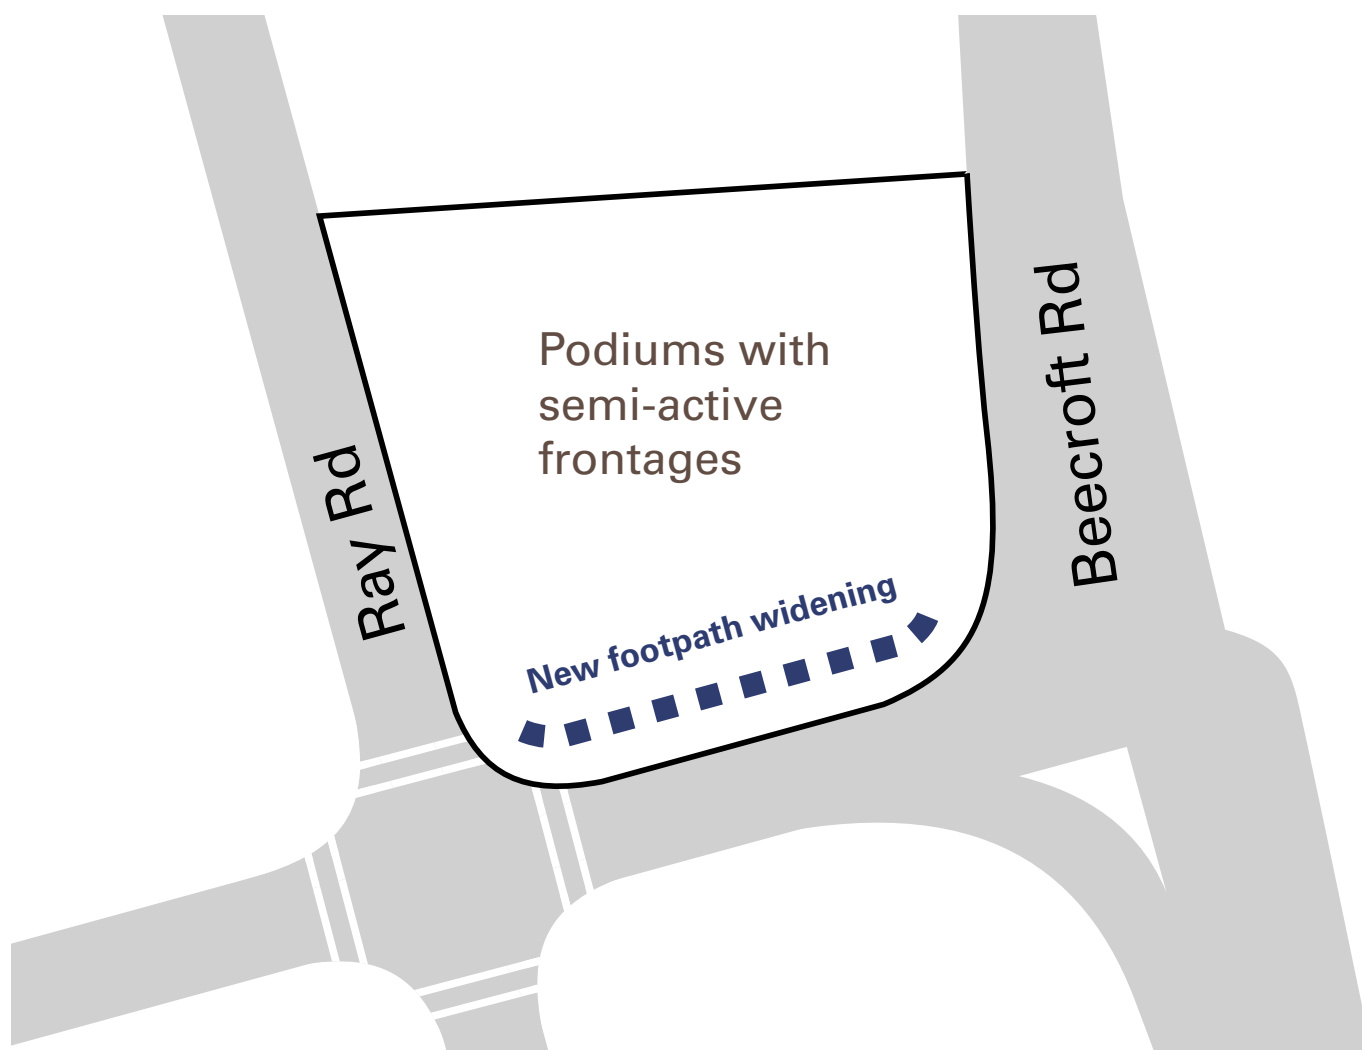 Podiums with
semi-active
frontages
Ray Rd
Beecroft Rd
New footpath widening